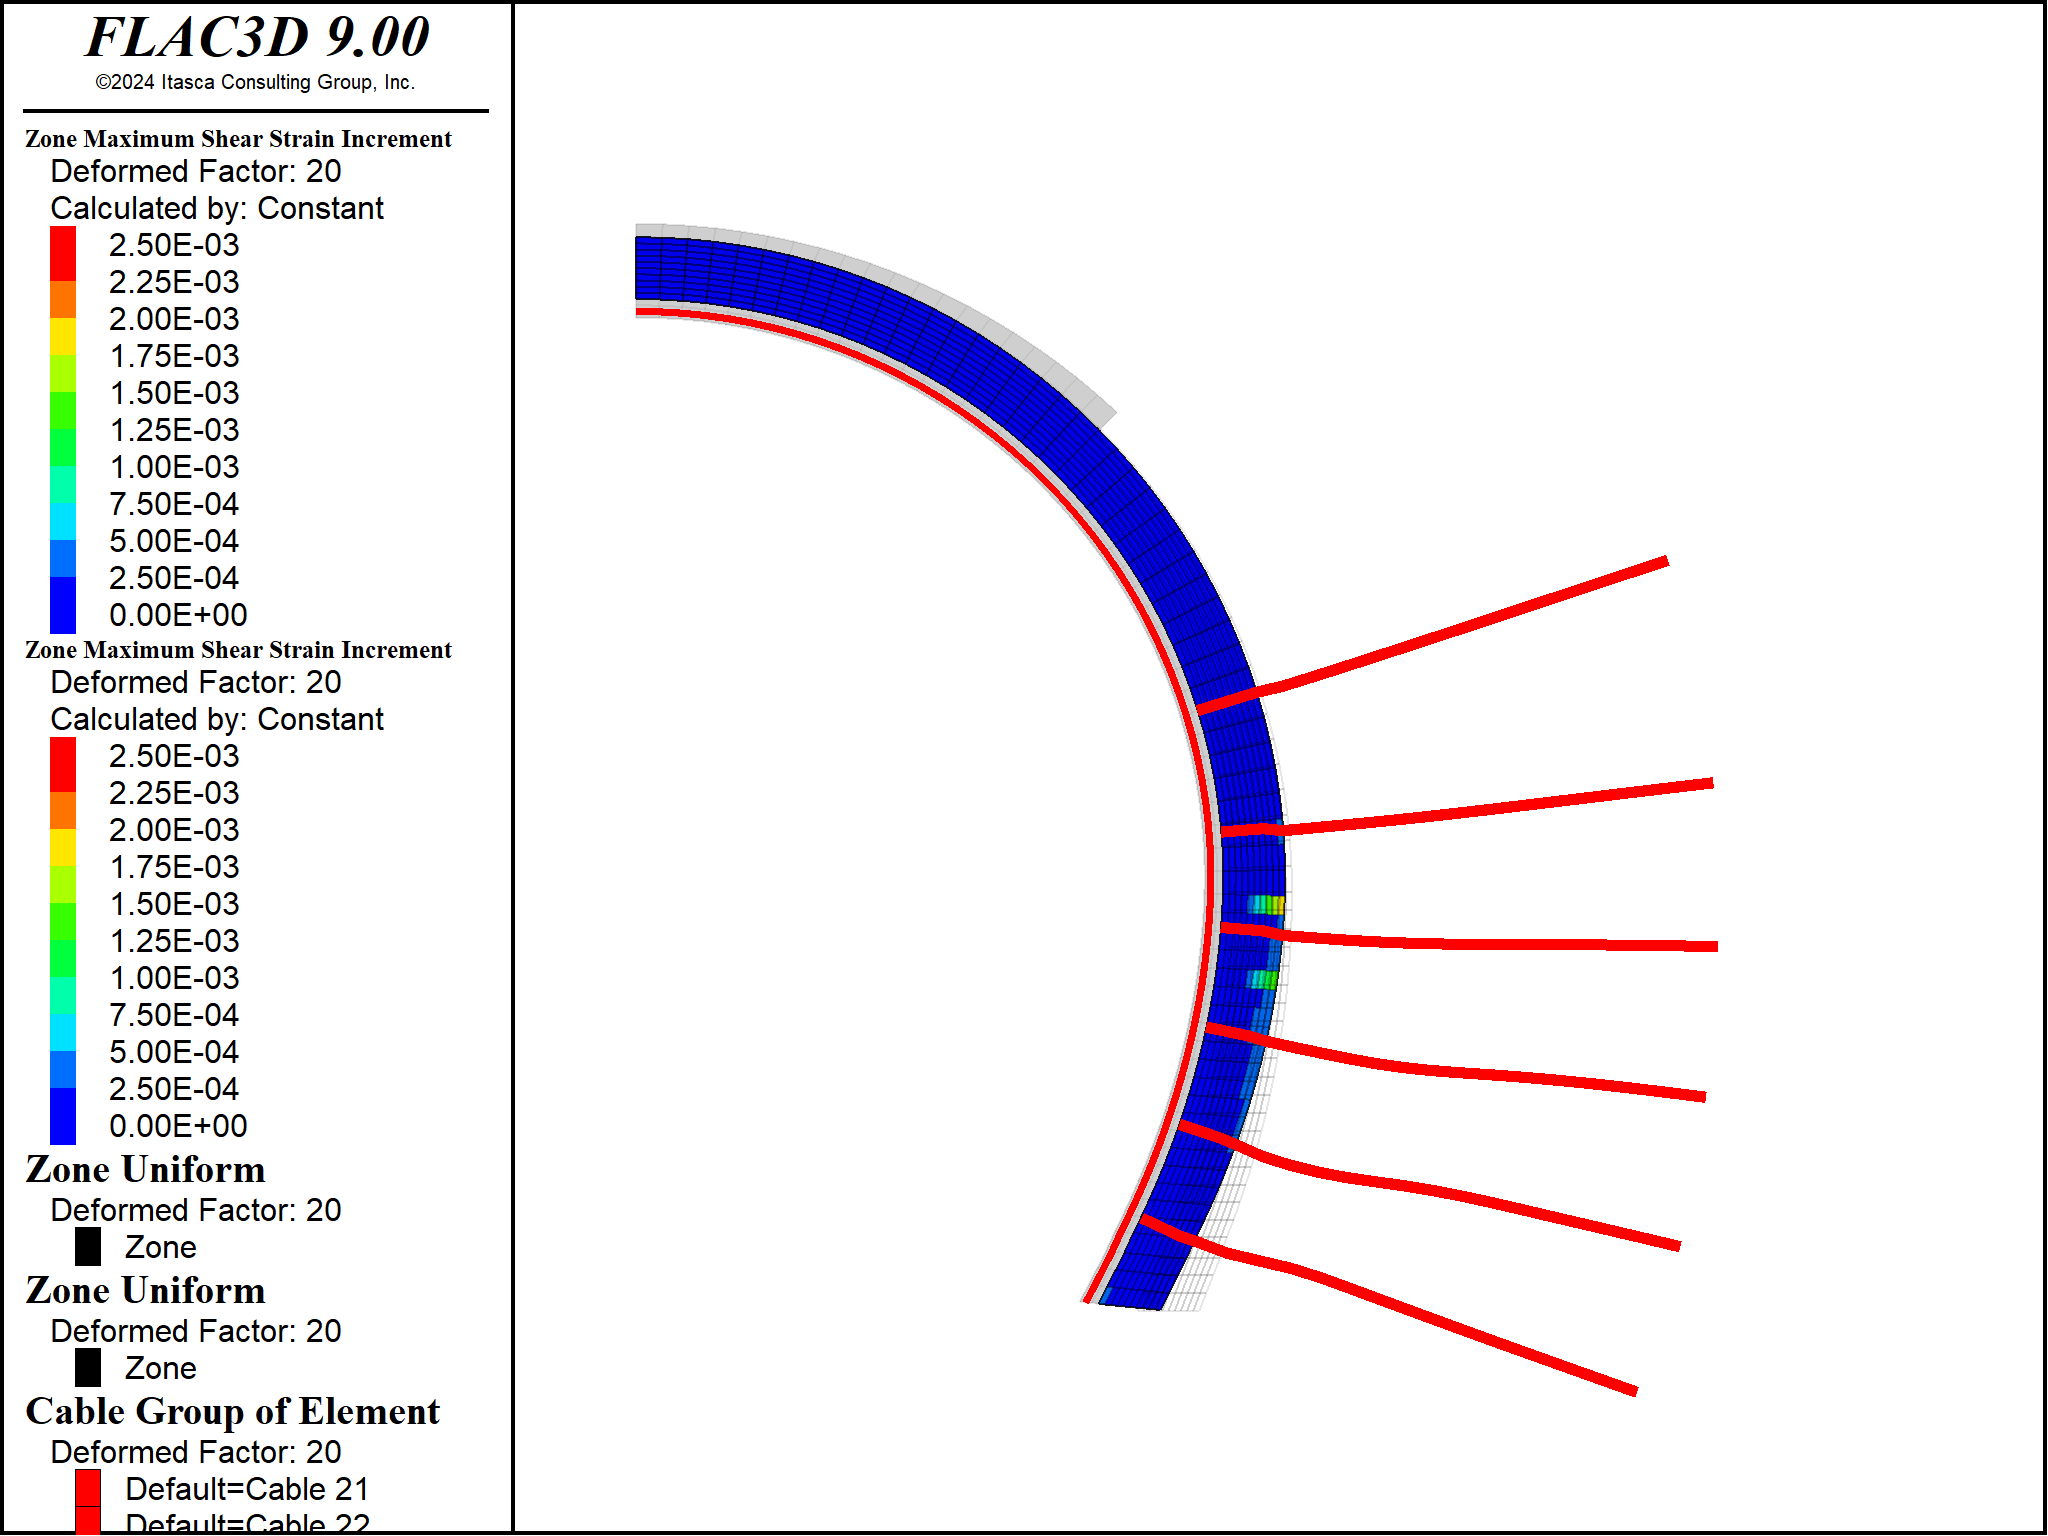 FLAC3D 9.00
©2024 Itasca Consulting Group, Inc.
Zone Maximum Shear Strain Increment
Deformed Factor: 20
Calculated by: Constant
2.50E-03
2.25E-03
2.00E-03
1.75E-03
1.50E-03
1.25E-03
1.00E-03
7.50E-04
5.00E-04
2.50E-04
0.00E+00
Zone Maximum Shear Strain Increment
Deformed Factor: 20
Calculated by: Constant
2.50E-03
2.25E-03
2.00E-03
1.75E-03
1.50E-03
1.25E-03
1.00E-03
7.50E-04
5.00E-04
2.50E-04
0.00E+00
Zone Uniform
Deformed Factor: 20
Zone
Zone Uniform
Deformed Factor: 20
Zone
Cable Group of Element
Deformed Factor: 20
Default=Cable 21
Default=Cable 22